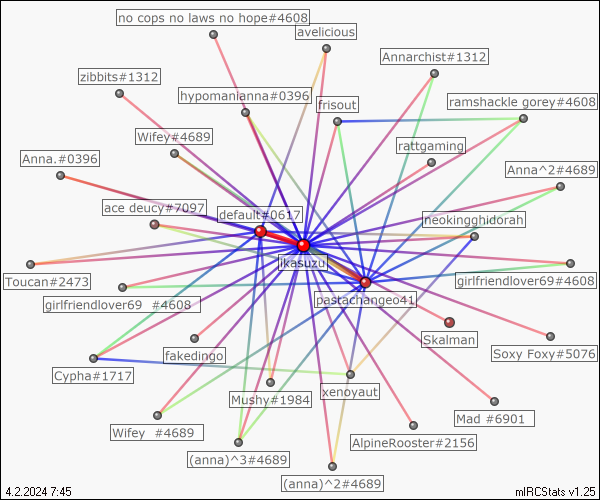 no cops no laws no hope#4608
avelicious
Annarchist#1312
zibbits#1312
hypomanianna#0396
frisout
ramshackle gorey#4608
Wifey#4689
rattgaming
Anna.#0396
Anna^2#4689
ace deucy#7097
default#0617
neokingghidorah
ikasuzu
Toucan#2473
girlfriendlover69#4608
girlfriendlover69  #4608
pastachangeo41
Skalman
fakedingo
Soxy Foxy#5076
Cypha#1717
Mushy#1984
xenoyaut
Mad #6901
Wifey  #4689
AlpineRooster#2156
(anna)^3#4689
(anna)^2#4689
4.2.2024 7:45
mIRCStats v1.25